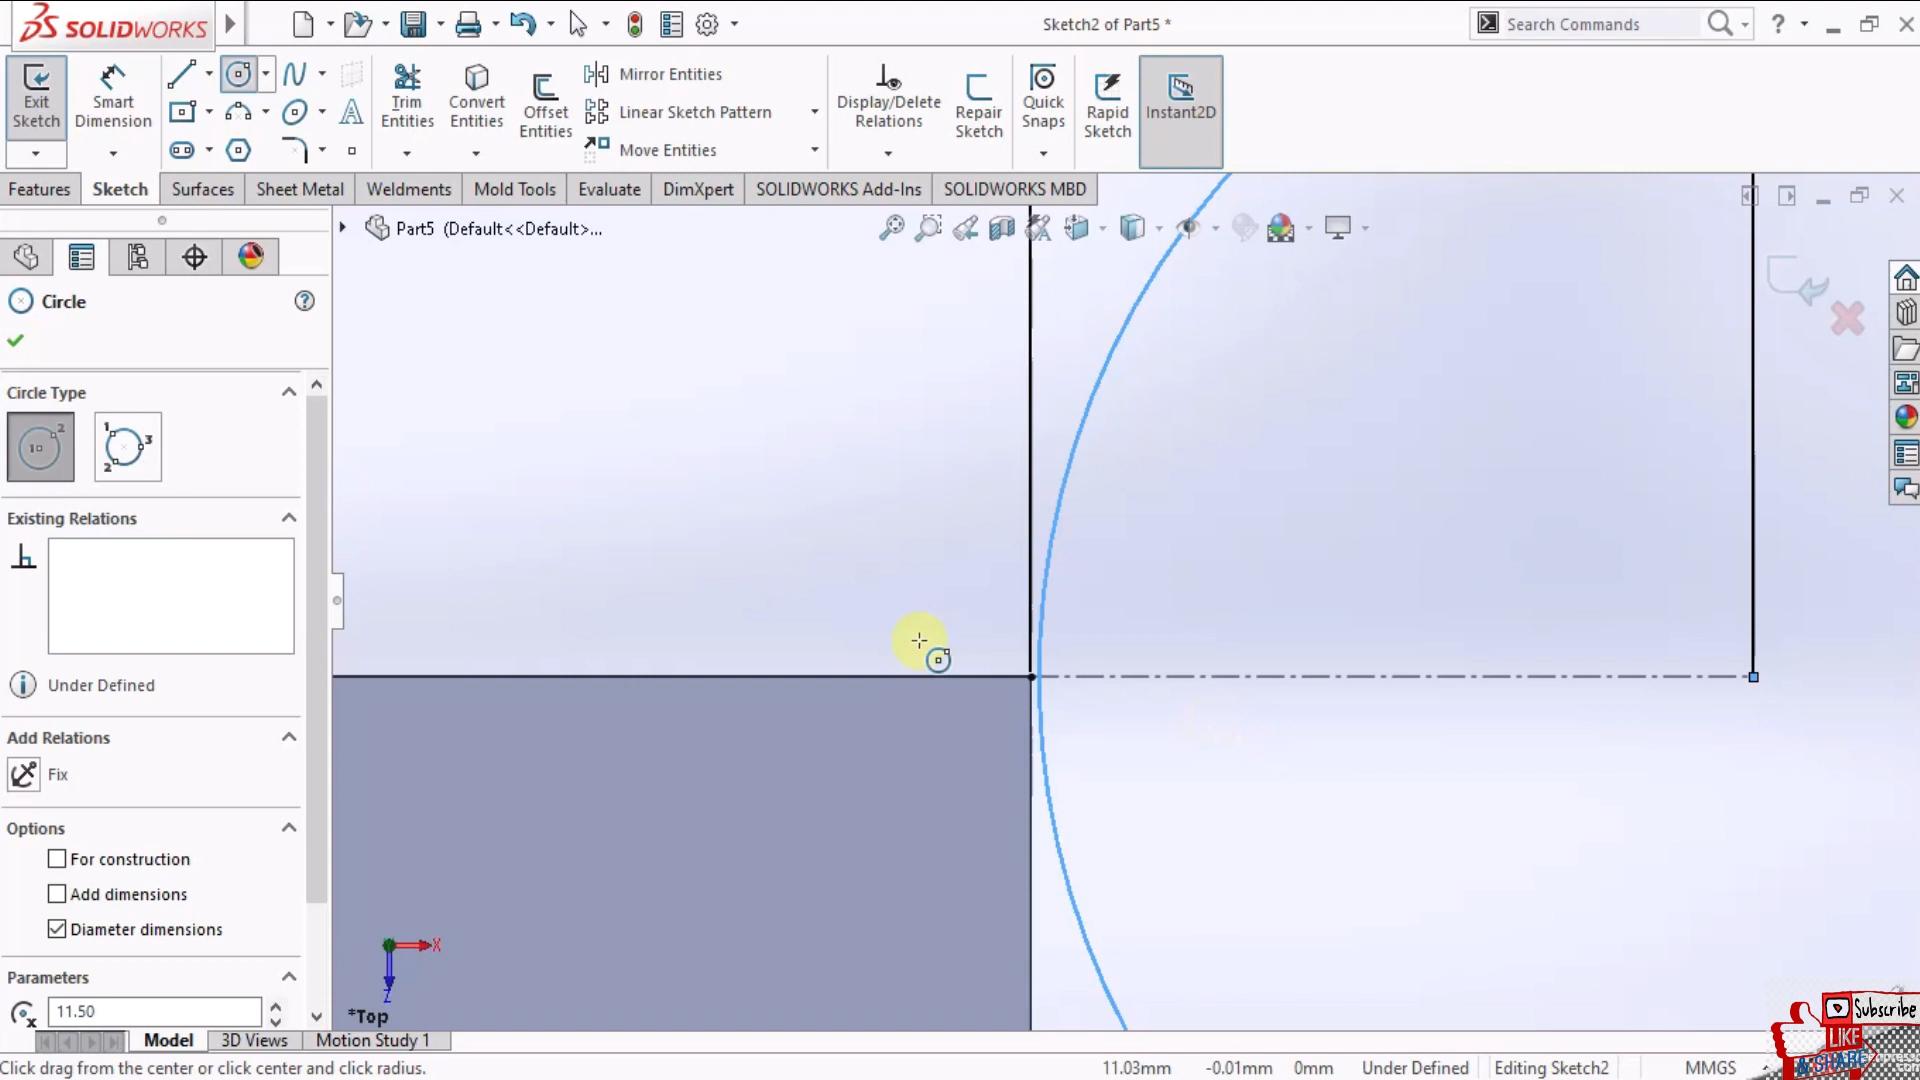 SOLIDWORKS
Sketch2 of Part5 *
Search Commands
?
Exit Sketch
Smart Dimension
Trim Entities
Convert Entities
Offset Entities
Mirror Entities
Linear Sketch Pattern
Move Entities
Display/Delete Relations
Repair Sketch
Quick Snaps
Rapid Sketch
Instant2D
Features Sketch Surfaces Sheet Metal Weldments Mold Tools Evaluate DimXpert SOLIDWORKS Add-Ins SOLIDWORKS MBD
Part5 (Default<<Default>...
Circle
Circle Type
Existing Relations
Under Defined
Add Relations
Fix
Options
For construction
Add dimensions
Diameter dimensions
Parameters
11.50
X
Z
*Top
Model 3D Views Motion Study 1
Subscribe
LIKE
& SHARE
Click drag from the center or click center and click radius.
11.03mm -0.01mm 0mm Under Defined Editing Sketch2 MMGS